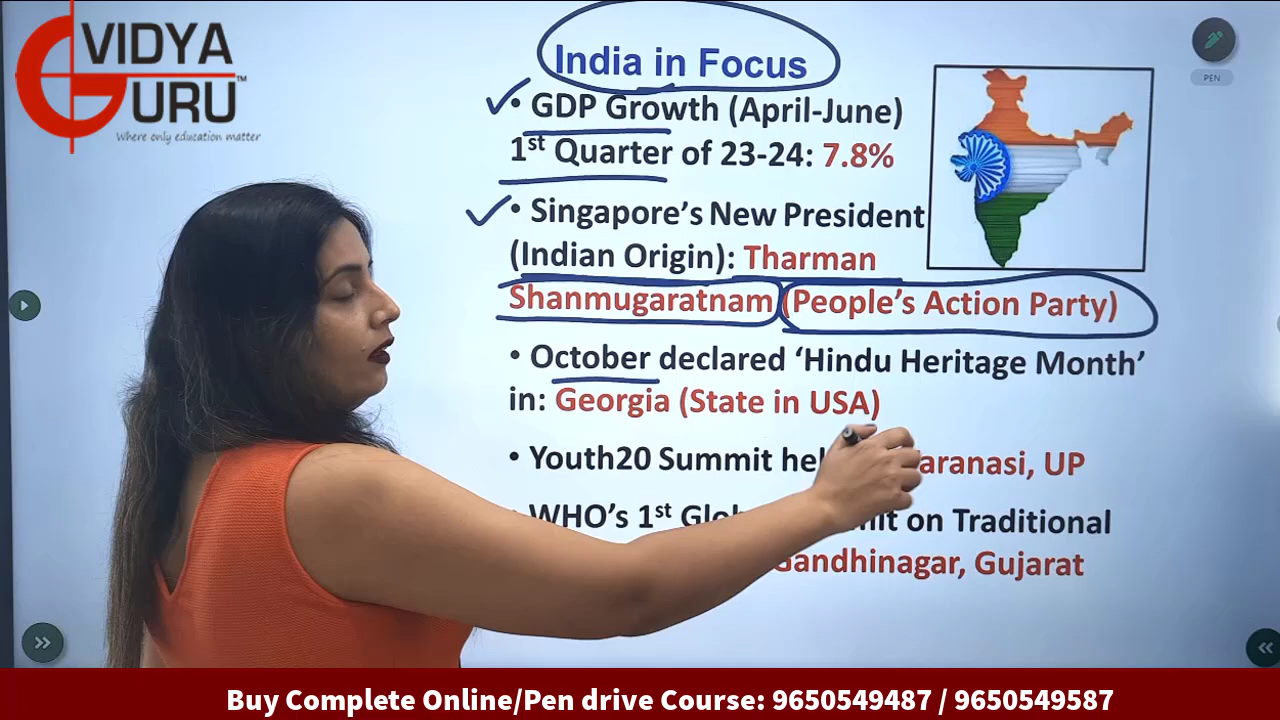 VIDYA
GURU™
Where only education matter
India in Focus
PEN
• GDP Growth (April-June)
1st Quarter of 23-24: 7.8%
• Singapore's New President
(Indian Origin): Tharman
Shanmugaratnam (People's Action Party)
• October declared 'Hindu Heritage Month'
in: Georgia (State in USA)
• Youth20 Summit
aranasi, UP
WHO's 1st
on Traditional
Gandhinagar, Gujarat
Buy Complete Online/Pen drive Course: 9650549487 / 9650549587